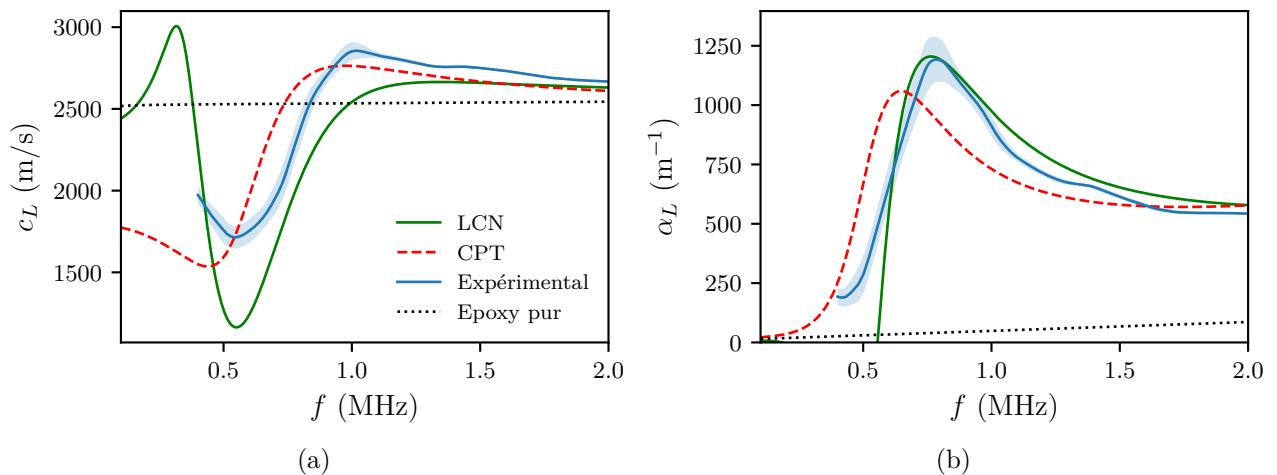 3000
2500
2000
1500
c_L (m/s)
0.5 1.0 1.5 2.0
f (MHz)
LCN
CPT
Expérimental
Epoxy pur
(a)
1250
1000
750
500
250
0
α_L (m⁻¹)
0.5 1.0 1.5 2.0
f (MHz)
(b)